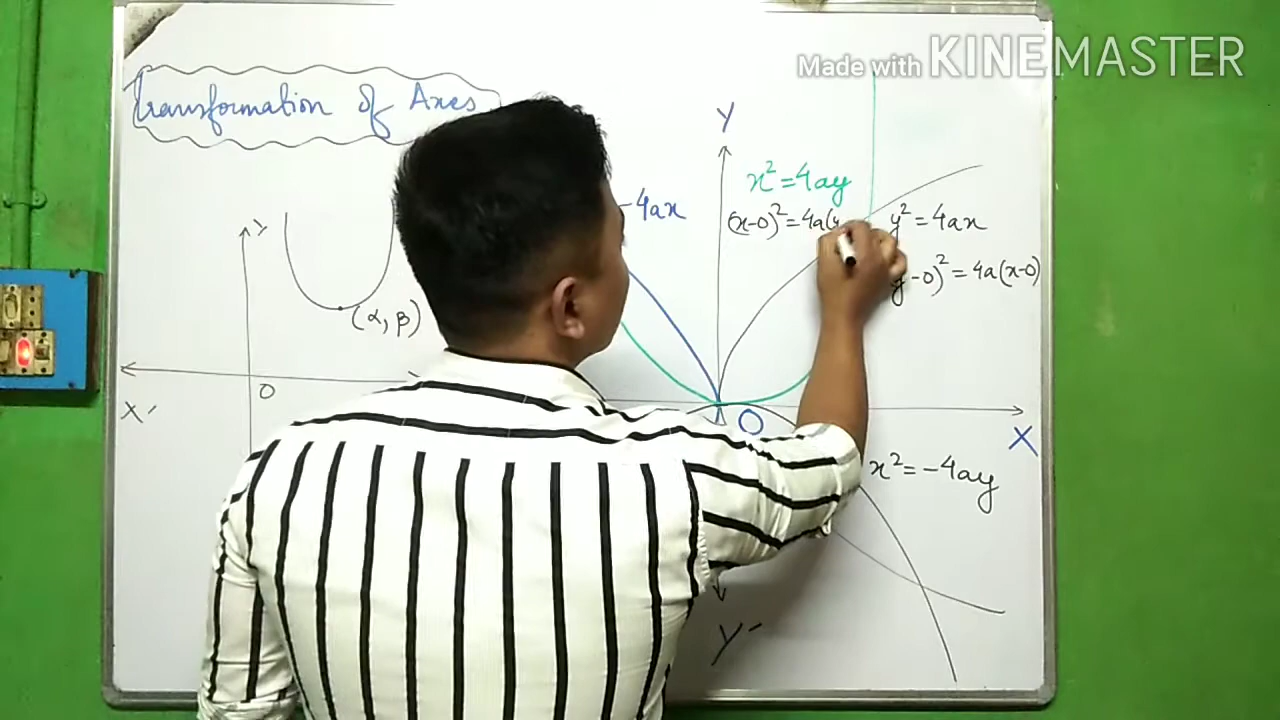 Made with KINEMASTER
Transformation of Axes
Y
x² = 4ay
-4ax
(x-0)² = 4a(y
y² = 4ax
-0)² = 4a(x-0)
Y
(α, β)
O
X'
O
X
x² = -4ay
Y'